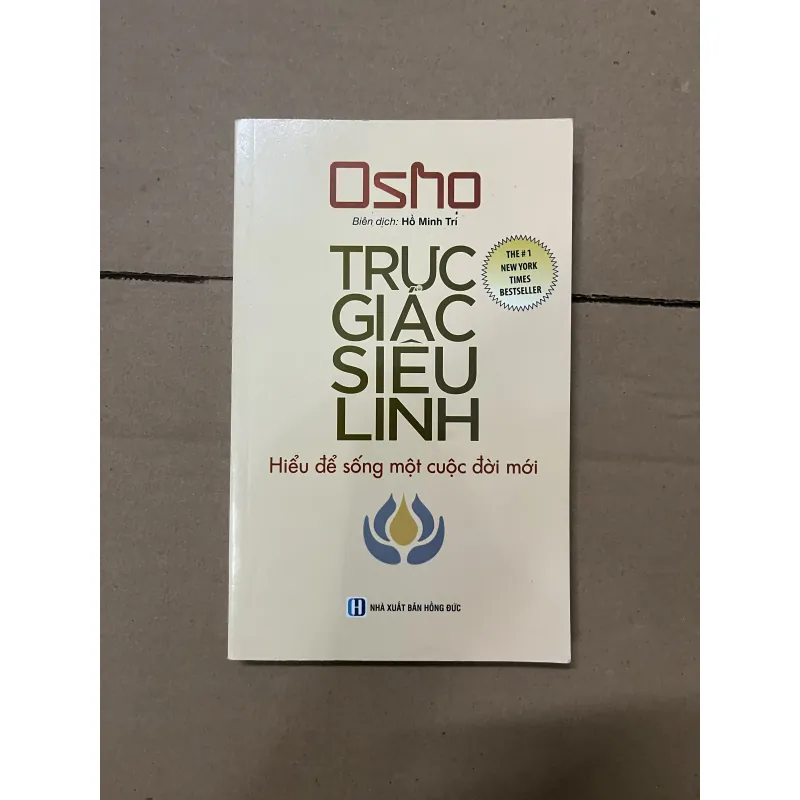 Osho
Biên dịch: Hồ Minh Trí
TRỰC
GIÁC
SIÊU
LINH
THE # 1
NEW YORK
TIMES
BESTSELLER
Hiểu để sống một cuộc đời mới
H NHÀ XUẤT BẢN HỒNG ĐỨC